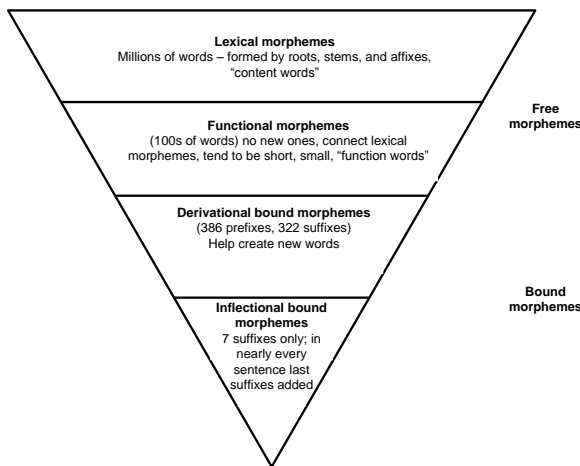 Lexical morphemes
Millions of words – formed by roots, stems, and affixes,
“content words”
Free
morphemes
Functional morphemes
(100s of words) no new ones, connect lexical
morphemes, tend to be short, small, “function words”
Derivational bound morphemes
(386 prefixes, 322 suffixes)
Help create new words
Bound
morphemes
Inflectional bound
morphemes
7 suffixes only; in
nearly every
sentence last
suffixes added